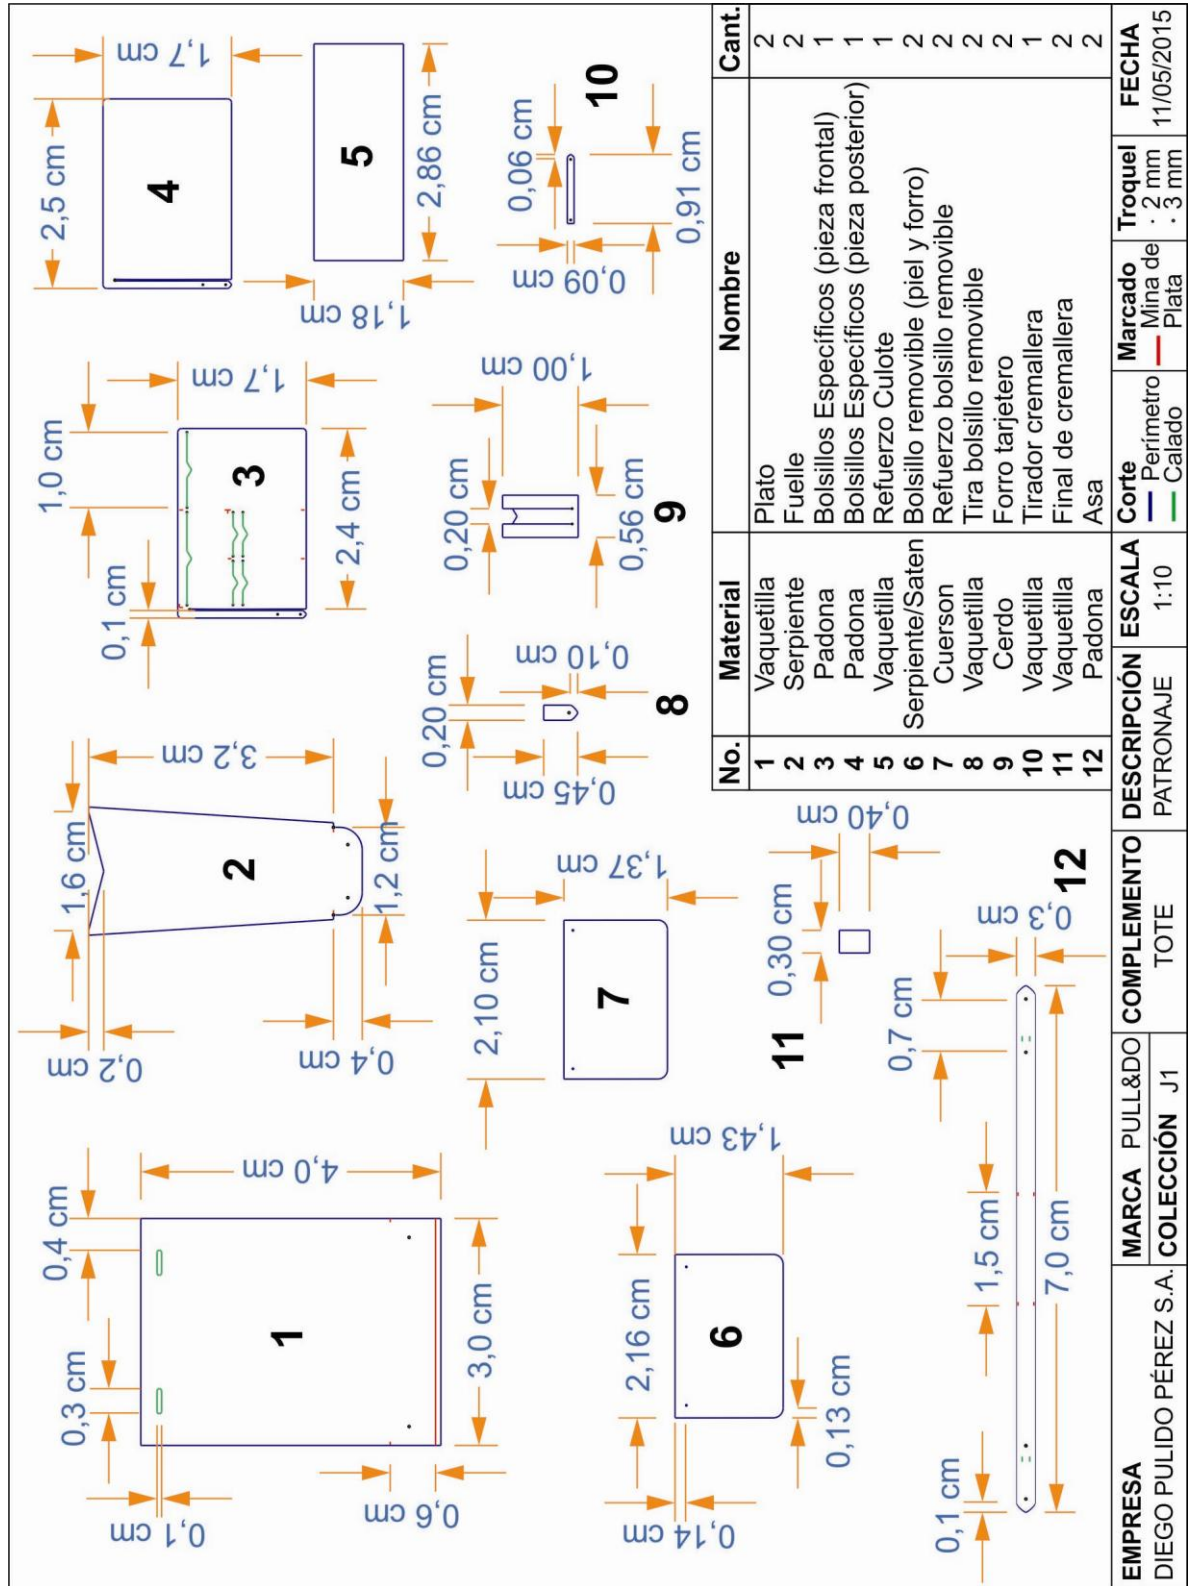 0,4 cm
0,3 cm
0,1 cm
1
4,0 cm
0,6 cm
3,0 cm
0,2 cm
1,6 cm
2
3,2 cm
0,4 cm
1,2 cm
0,1 cm
1,0 cm
3
1,7 cm
2,4 cm
2,5 cm
4
1,7 cm
5
1,18 cm
2,86 cm
6
2,16 cm
1,43 cm
0,14 cm
0,13 cm
7
2,10 cm
1,37 cm
8
0,20 cm
0,10 cm
0,45 cm
9
0,20 cm
1,00 cm
0,56 cm
10
0,06 cm
0,09 cm
0,91 cm
11
0,30 cm
0,40 cm
12
0,1 cm
1,5 cm
7,0 cm
0,7 cm
0,3 cm
No. Material Nombre Cant.
1 Vaquetilla Plato 2
2 Serpiente Fuelle 2
3 Padona Bolsillos Específicos (pieza frontal) 1
4 Padona Bolsillos Específicos (pieza posterior) 1
5 Vaquetilla Refuerzo Culote 1
6 Serpiente/Saten Bolsillo removible (piel y forro) 2
7 Cuerson Refuerzo bolsillo removible 2
8 Vaquetilla Tira bolsillo removible 2
9 Cerdo Forro tarjetero 2
10 Vaquetilla Tirador cremallera 1
11 Vaquetilla Final de cremallera 2
12 Padona Asa 2
EMPRESA
DIEGO PULIDO PÉREZ S.A.
MARCA PULL&DO
COLECCIÓN J1
COMPLEMENTO
TOTE
DESCRIPCIÓN
PATRONAJE
ESCALA
1:10
Corte
Perímetro
Calado
Marcado
Mina de
Plata
Troquel
: 2 mm
. 3 mm
FECHA
11/05/2015